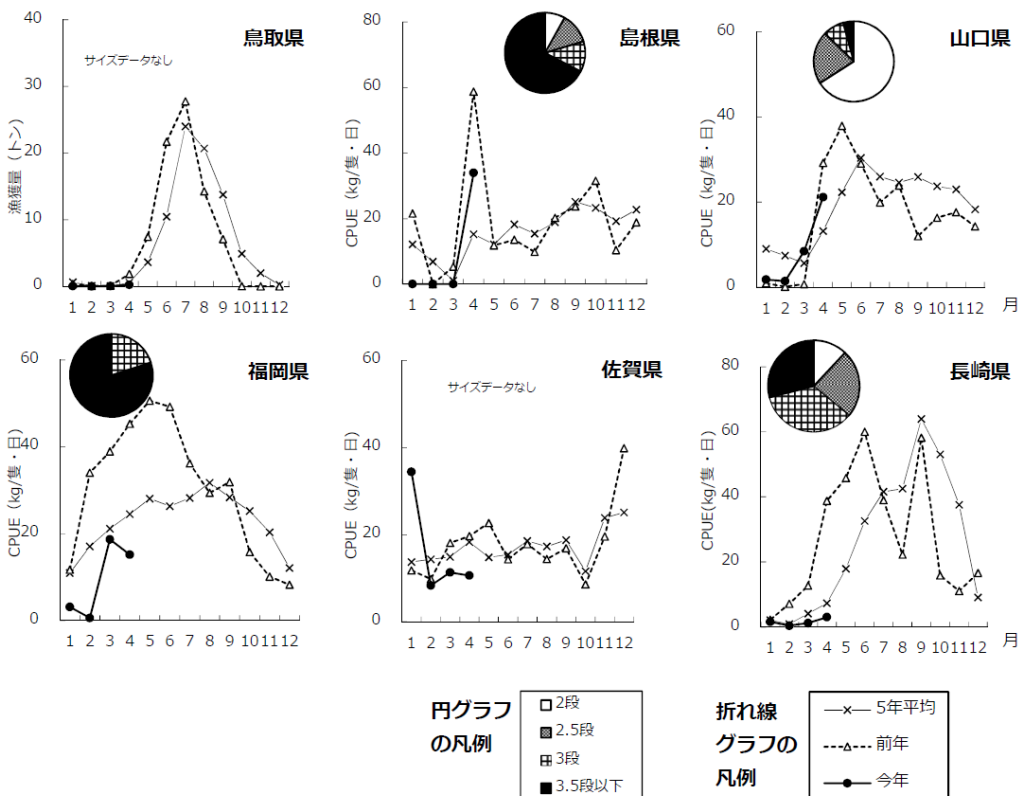 鳥取県
サイズデータなし
漁獲量（トン）
40
30
20
10
0
1 2 3 4 5 6 7 8 9 10 11 12
島根県
CPUE（kg/隻・日）
80
60
40
20
0
1 2 3 4 5 6 7 8 9 10 11 12
山口県
CPUE（kg/隻・日）
60
40
20
0
1 2 3 4 5 6 7 8 9 10 11 12 月
福岡県
CPUE（kg/隻・日）
60
40
20
0
1 2 3 4 5 6 7 8 9 10 11 12
佐賀県
サイズデータなし
CPUE（kg/隻・日）
60
40
20
0
1 2 3 4 5 6 7 8 9 10 11 12
長崎県
CPUE(kg/隻・日）
80
60
40
20
0
1 2 3 4 5 6 7 8 9 10 11 12 月
円グラフ
の凡例
2段
2.5段
3段
3.5段以下
折れ線
グラフの
凡例
5年平均
前年
今年